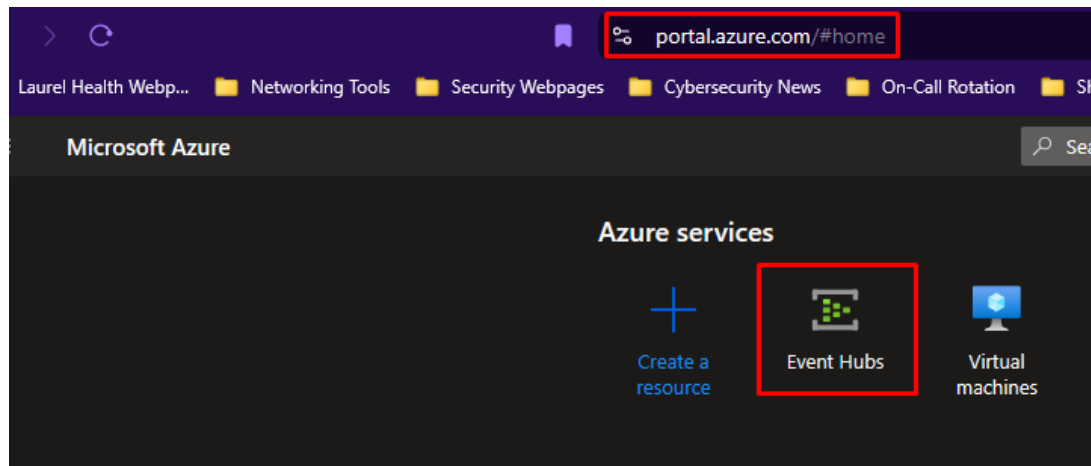 portal.azure.com/#home
Laurel Health Webp... Networking Tools Security Webpages Cybersecurity News On-Call Rotation
Microsoft Azure
Azure services
Create a resource
Event Hubs
Virtual machines